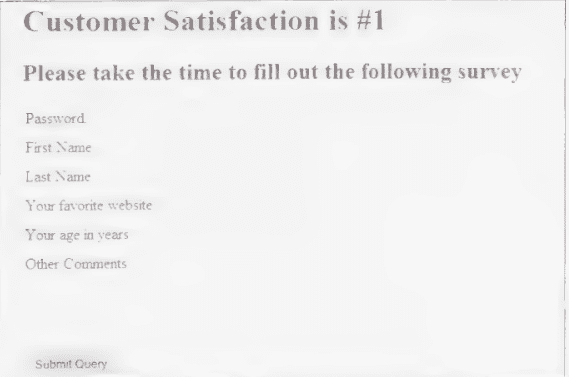 Customer Satisfaction is #1
Please take the time to fill out the following survey
Password
First Name
Last Name
Your favorite website
Your age in years
Other Comments
Submit Query